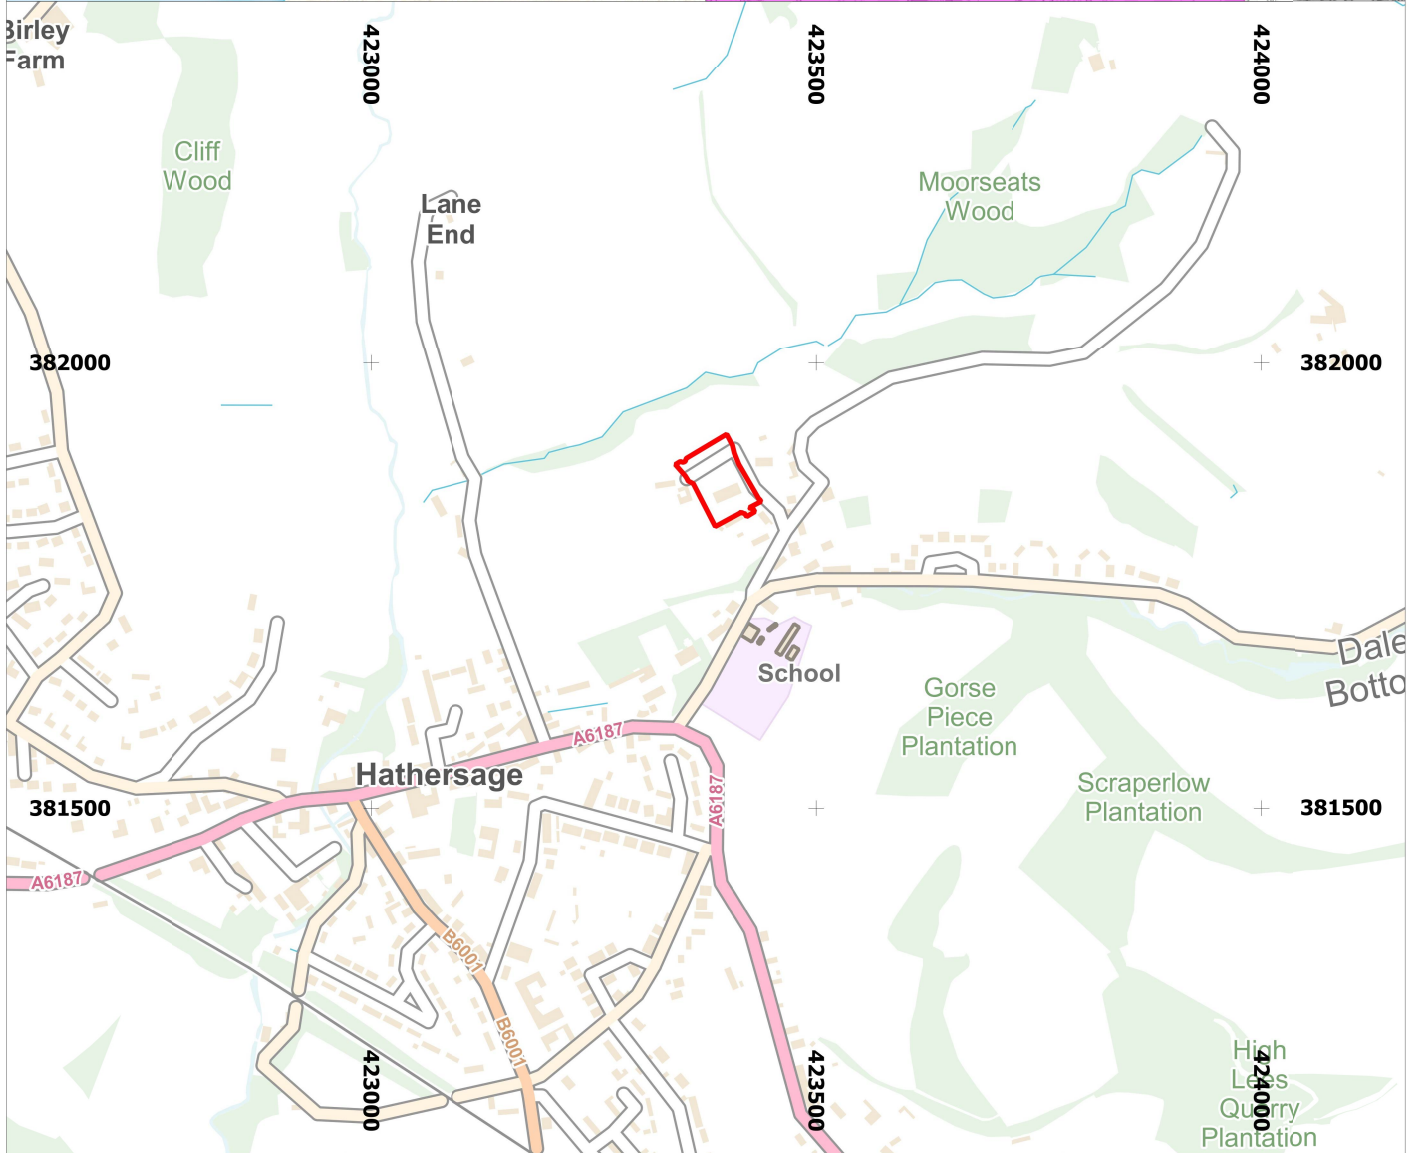 Birley
Farm
423000
423500
424000
Cliff
Wood
Moorseats
Wood
Lane
End
382000
382000
School
Dale
Botto
Gorse
Piece
Plantation
A6187
Hathersage
A6187
Scraperlow
Plantation
381500
381500
A6187
B6001
B6001
423000
423500
424000
High
Lees
Quarry
Plantation